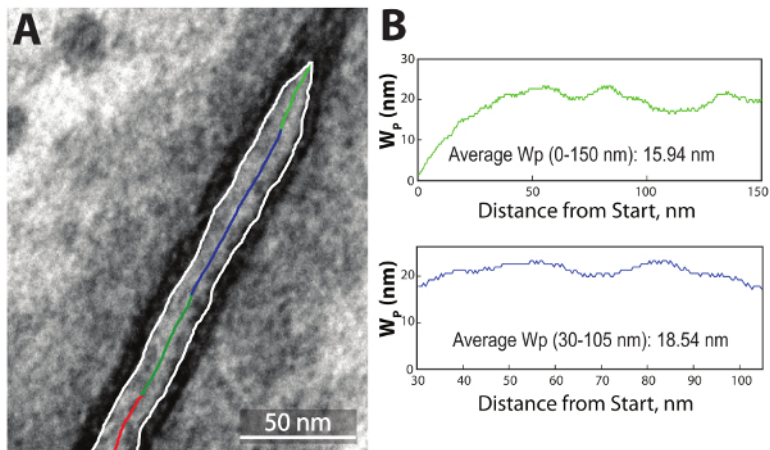 A
50 nm
B
W_P (nm)
30
20
10
0
Average Wp (0-150 nm): 15.94 nm
0
50
100
150
Distance from Start, nm
W_P (nm)
20
10
0
Average Wp (30-105 nm): 18.54 nm
30
40
50
60
70
80
90
100
Distance from Start, nm